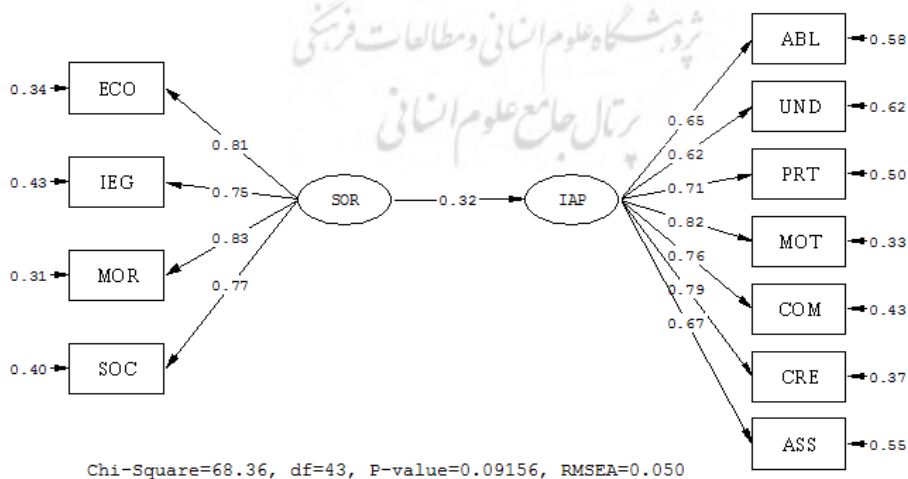 پژوهشگاه علوم انسانی و مطالعات فرهنگی
پرتال جامع علوم انسانی
0.34 ECO
0.43 IEG
0.31 MOR
0.40 SOC
0.81
0.75
0.83
0.77
SOR
0.32
IAP
0.65
0.62
0.71
0.82
0.76
0.79
0.67
ABL 0.58
UND 0.62
PRT 0.50
MOT 0.33
COM 0.43
CRE 0.37
ASS 0.55
Chi-Square=68.36, df=43, P-value=0.09156, RMSEA=0.050